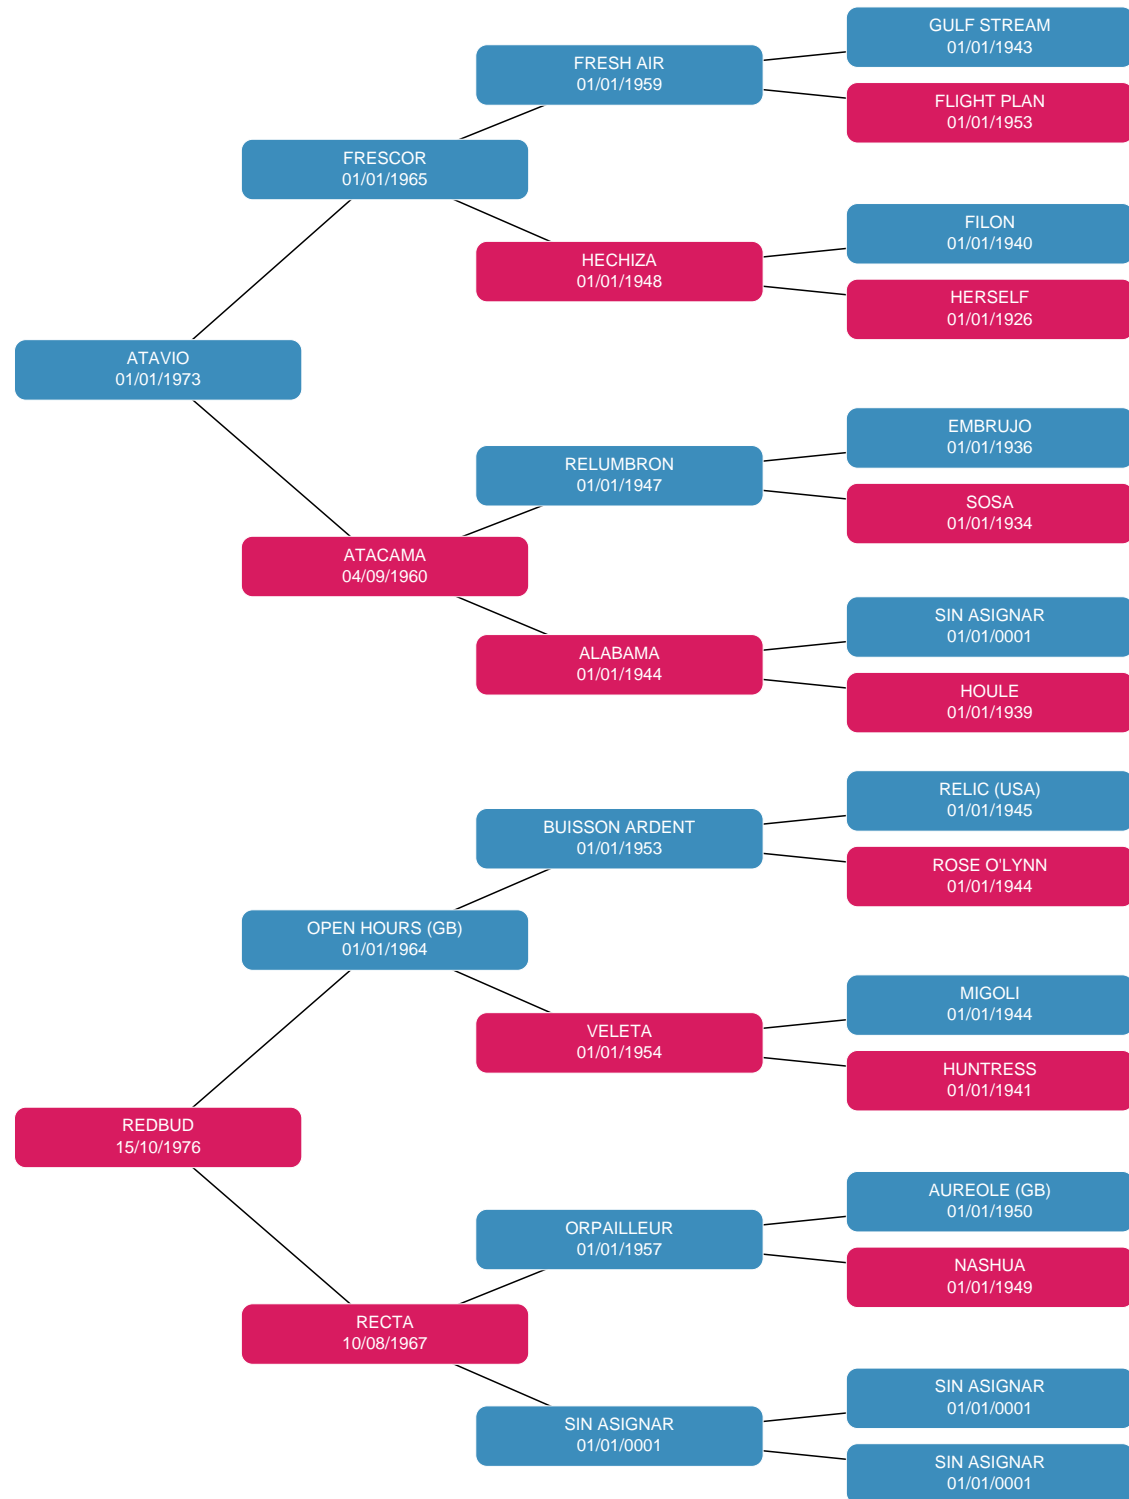 GULF STREAM
01/01/1943
FRESH AIR
01/01/1959
FLIGHT PLAN
01/01/1953
FRESCOR
01/01/1965
FILON
01/01/1940
HECHIZA
01/01/1948
HERSELF
01/01/1926
ATAVIO
01/01/1973
EMBRUJO
01/01/1936
RELUMBRON
01/01/1947
SOSA
01/01/1934
ATACAMA
04/09/1960
SIN ASIGNAR
01/01/0001
ALABAMA
01/01/1944
HOULE
01/01/1939
RELIC (USA)
01/01/1945
BUISSON ARDENT
01/01/1953
ROSE O'LYNN
01/01/1944
OPEN HOURS (GB)
01/01/1964
MIGOLI
01/01/1944
VELETA
01/01/1954
HUNTRESS
01/01/1941
REDBUD
15/10/1976
AUREOLE (GB)
01/01/1950
ORPAILLEUR
01/01/1957
NASHUA
01/01/1949
RECTA
10/08/1967
SIN ASIGNAR
01/01/0001
SIN ASIGNAR
01/01/0001
SIN ASIGNAR
01/01/0001